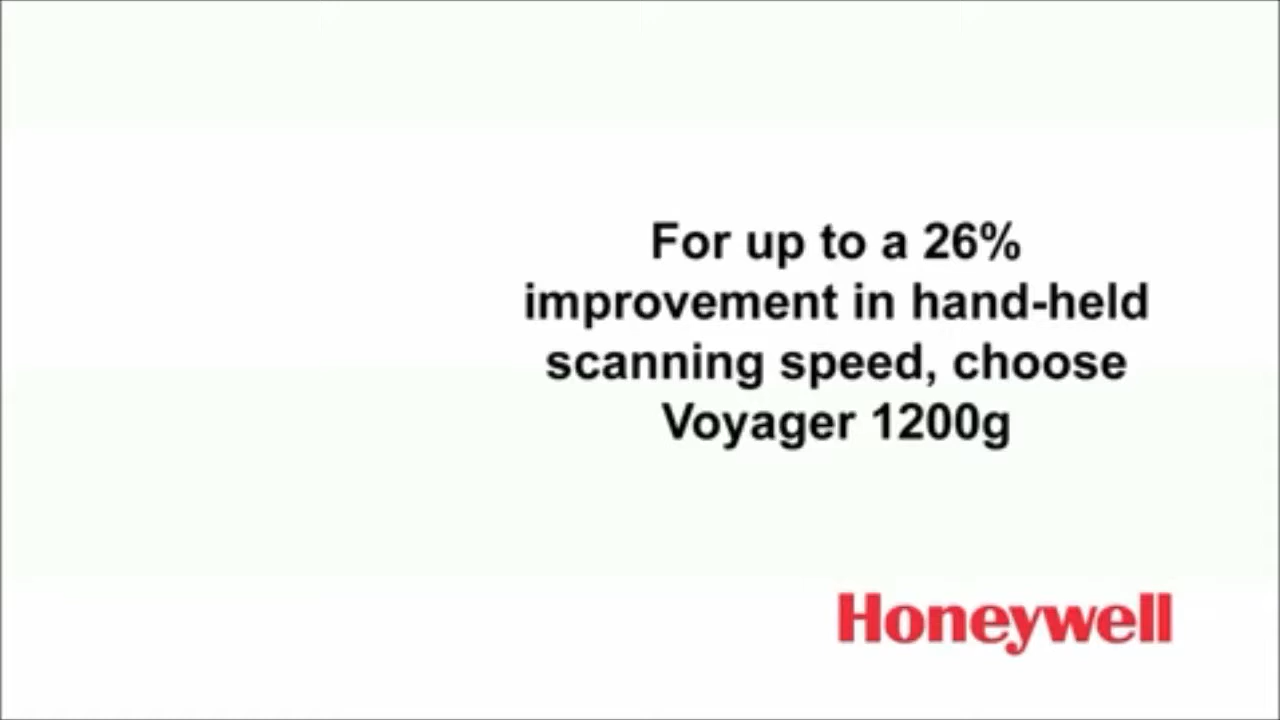 For up to a 26%
improvement in hand-held
scanning speed, choose
Voyager 1200g
Honeywell